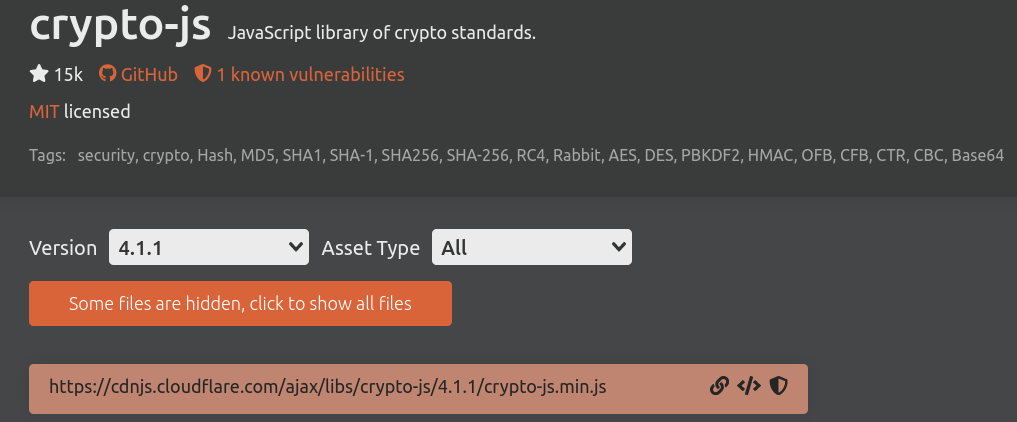 crypto-js JavaScript library of crypto standards.
15k GitHub 1 known vulnerabilities
MIT licensed
Tags: security, crypto, Hash, MD5, SHA1, SHA-1, SHA256, SHA-256, RC4, Rabbit, AES, DES, PBKDF2, HMAC, OFB, CFB, CTR, CBC, Base64
Version 4.1.1 Asset Type All
Some files are hidden, click to show all files
https://cdnjs.cloudflare.com/ajax/libs/crypto-js/4.1.1/crypto-js.min.js